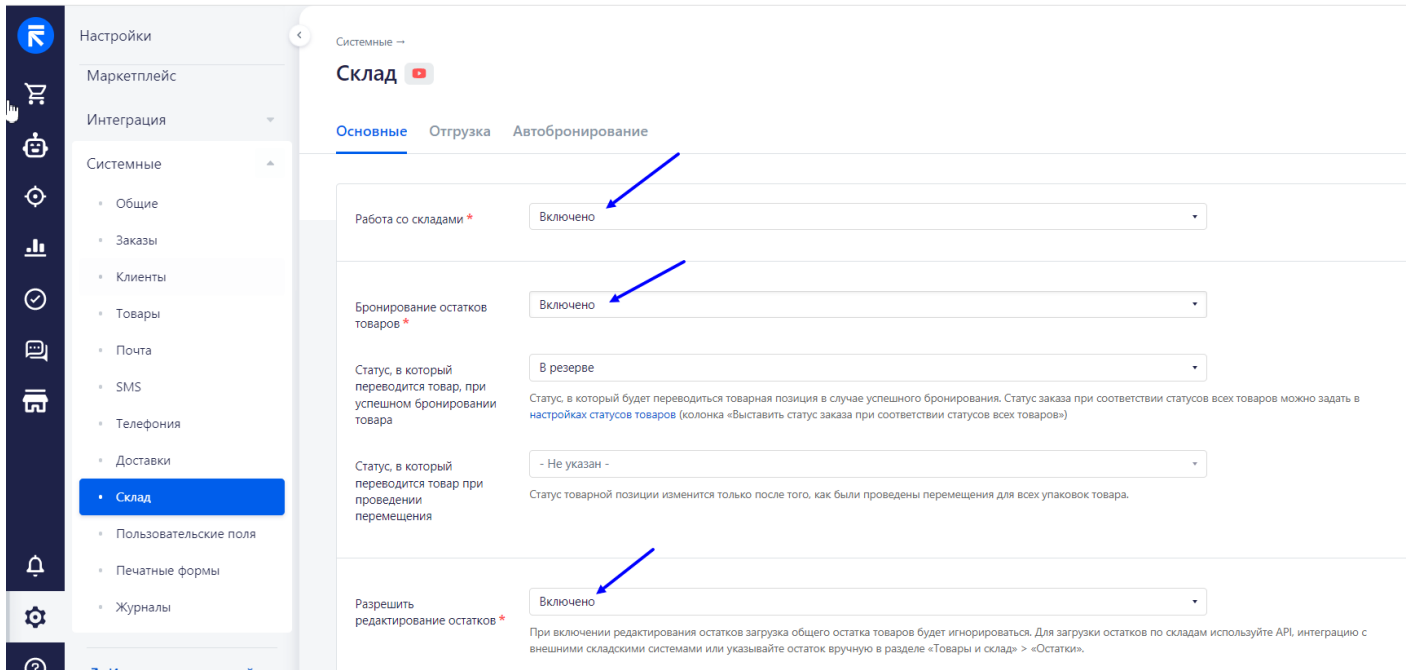 Настройки
Маркетплейс
Интеграция
Системные
Общие
Заказы
Клиенты
Товары
Почта
SMS
Телефония
Доставки
Склад
Пользовательские поля
Печатные формы
Журналы
Системные →
Склад
Основные Отгрузка Автобронирование
Работа со складами *
Включено
Бронирование остатков
товаров *
Включено
Статус, в который
переводится товар, при
успешном бронировании
товара
В резерве
Статус, в который будет переводиться товарная позиция в случае успешного бронирования. Статус заказа при соответствии статусов всех товаров можно задать в
настройках статусов товаров (колонка «Выставить статус заказа при соответствии статусов всех товаров»)
Статус, в который
переводится товар при
проведении
перемещения
- Не указан -
Статус товарной позиции изменится только после того, как были проведены перемещения для всех упаковок товара.
Разрешить
редактирование остатков *
Включено
При включении редактирования остатков загрузка общего остатка товаров будет игнорироваться. Для загрузки остатков по складам используйте API, интеграцию с
внешними складскими системами или указывайте остаток вручную в разделе «Товары и склад» > «Остатки».